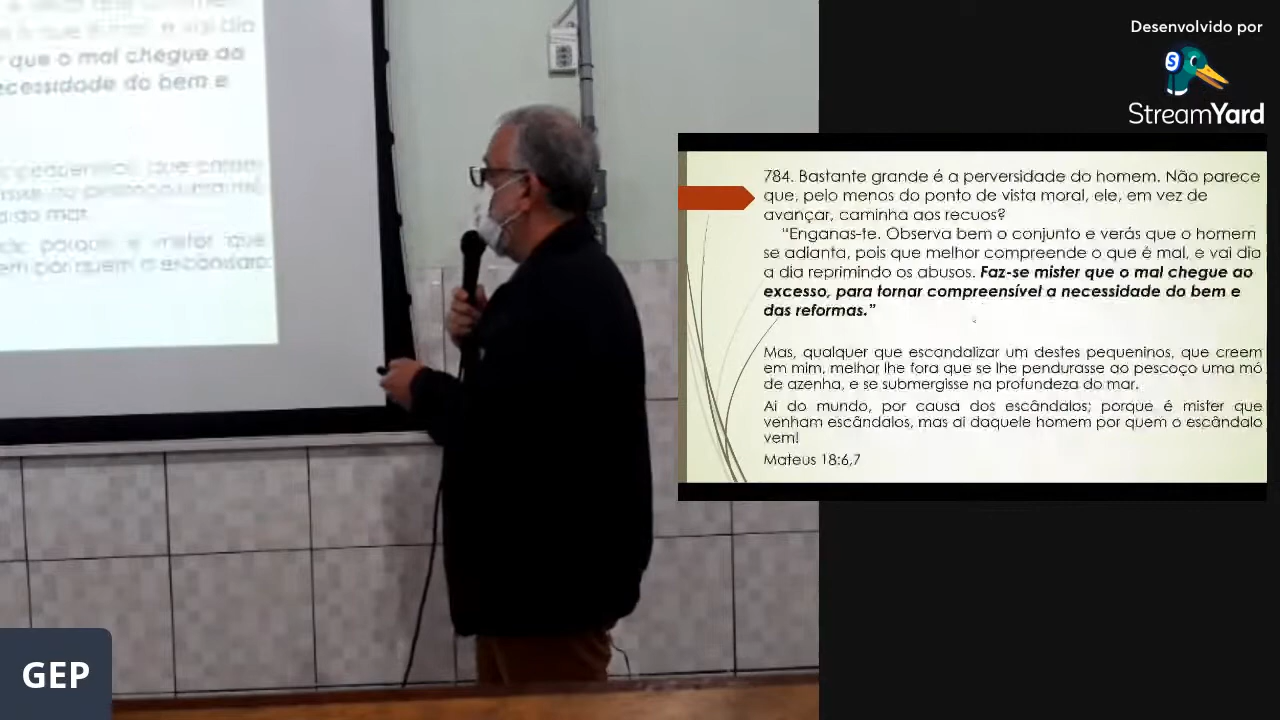 que o mal chegue ao
necessidade do bem e
Desenvolvido por
StreamYard
784. Bastante grande é a perversidade do homem. Não parece
que, pelo menos do ponto de vista moral, ele, em vez de
avançar, caminha aos recuos?
"Enganas-te. Observa bem o conjunto e verás que o homem
se adianta, pois que melhor compreende o que é mal, e vai dia
a dia reprimindo os abusos. Faz-se mister que o mal chegue ao
excesso, para tornar compreensível a necessidade do bem e
das reformas."
Mas, qualquer que escandalizar um destes pequeninos, que creem
em mim, melhor lhe fora que se lhe pendurasse ao pescoço uma mó
de azenha, e se submergisse na profundeza do mar.
Ai do mundo, por causa dos escândalos; porque é mister que
venham escândalos, mas ai daquele homem por quem o escândalo
vem!
Mateus 18:6,7
GEP